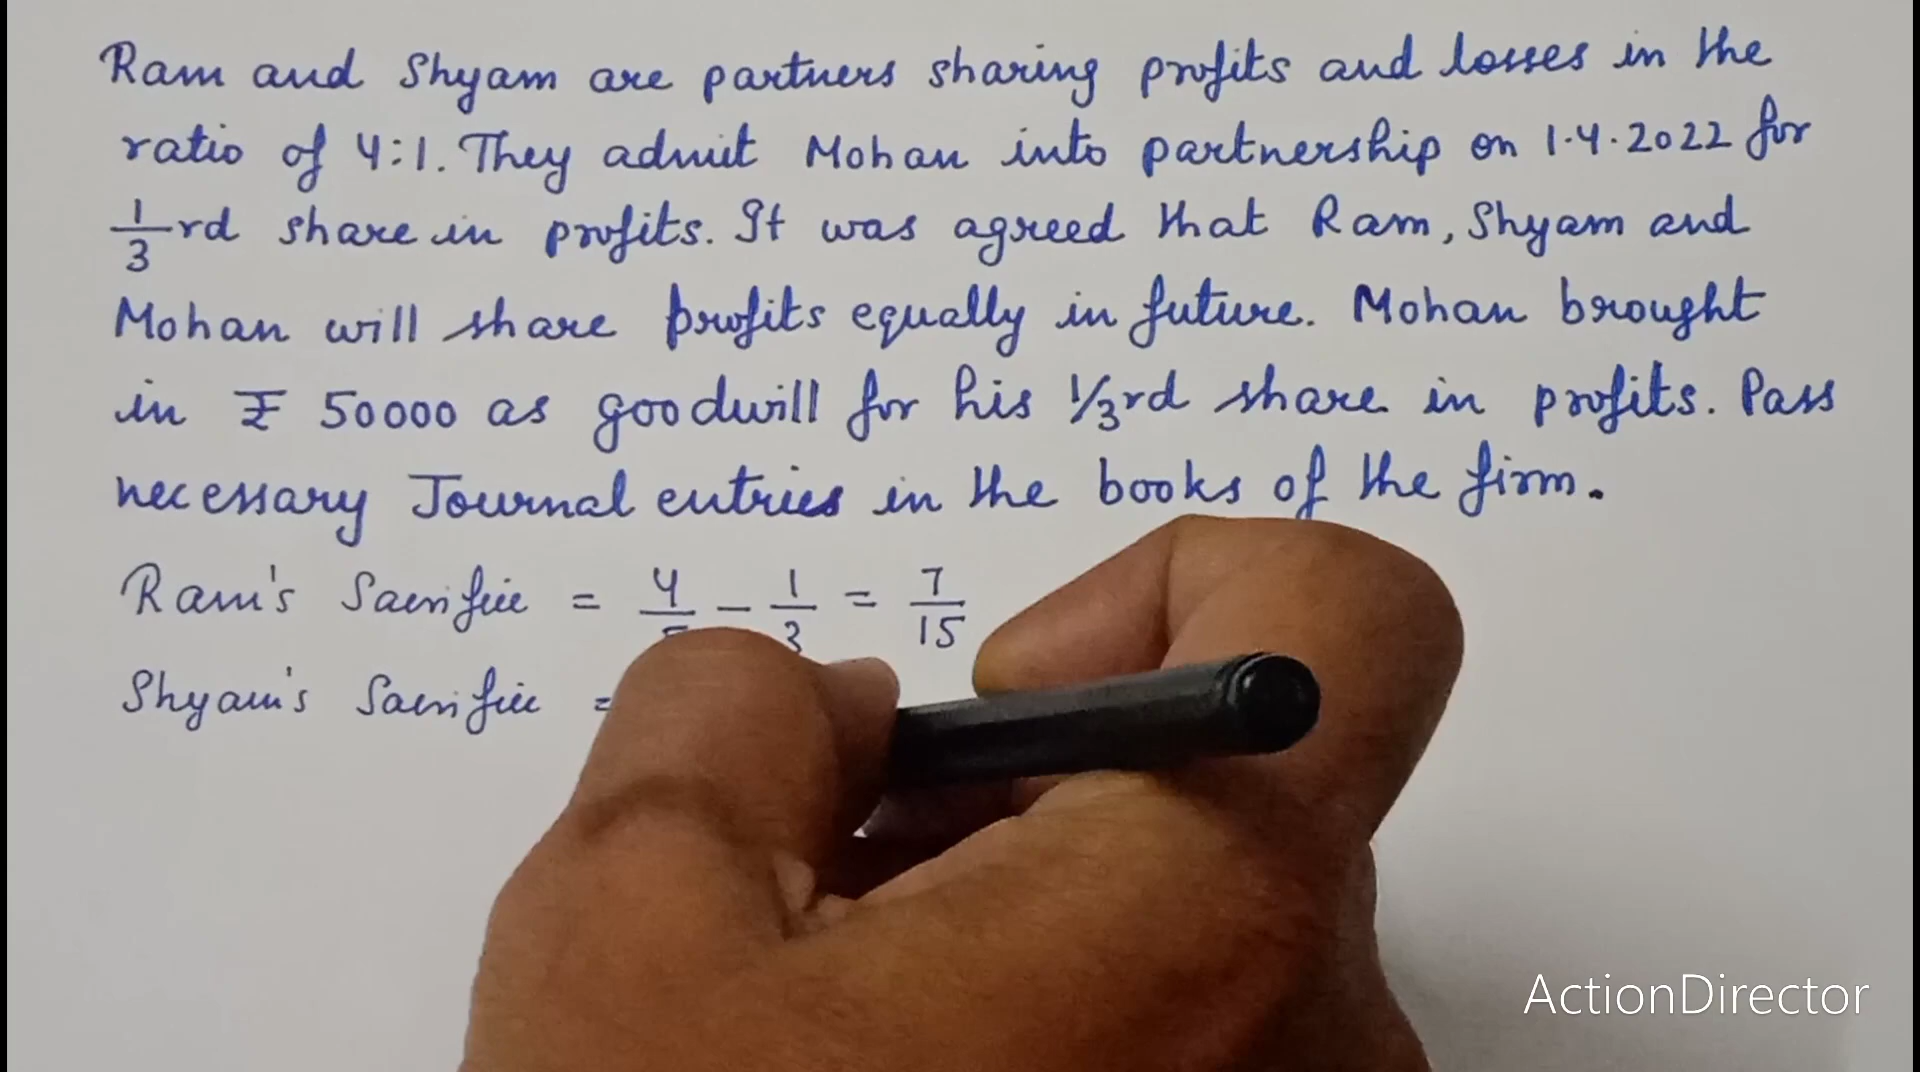 Ram and Shyam are partners sharing profits and losses in the
ratio of 4:1. They admit Mohan into partnership on 1.4.2022 for
1/3 rd share in profits. It was agreed that Ram, Shyam and
Mohan will share profits equally in future. Mohan brought
in ₹ 50000 as goodwill for his 1/3rd share in profits. Pass
necessary Journal entries in the books of the firm.
Ram's Sacrifice = 4/5 - 1/3 = 7/15
Shyam's Sacrifice =
ActionDirector